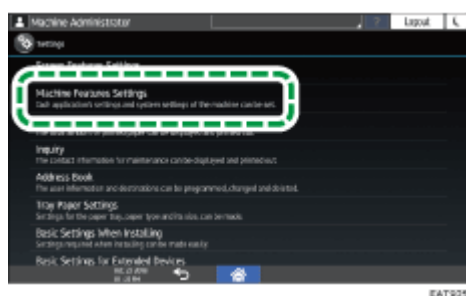 Machine Administrator ? Logout
Settings
Screen Features Settings
Machine Features Settings
Each application's settings and system settings of the machine can be set.
Inquiry
The contact information for maintenance can be displayed and printed out.
Address Book
The user information and destinations can be programmed, changed and deleted.
Tray Paper Settings
Settings for the paper tray, paper type and its size, can be made.
Basic Settings When Installing
Settings required when installing can be made easily.
Basic Settings for Extended Devices